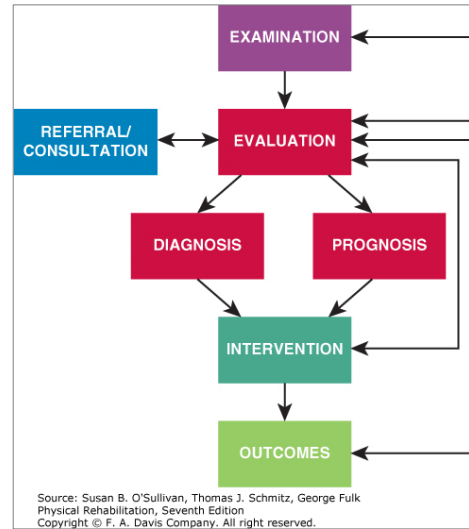 EXAMINATION
REFERRAL/
CONSULTATION
EVALUATION
DIAGNOSIS
PROGNOSIS
INTERVENTION
OUTCOMES
Source: Susan B. O'Sullivan, Thomas J. Schmitz, George Fulk
Physical Rehabilitation, Seventh Edition
Copyright © F. A. Davis Company. All right reserved.